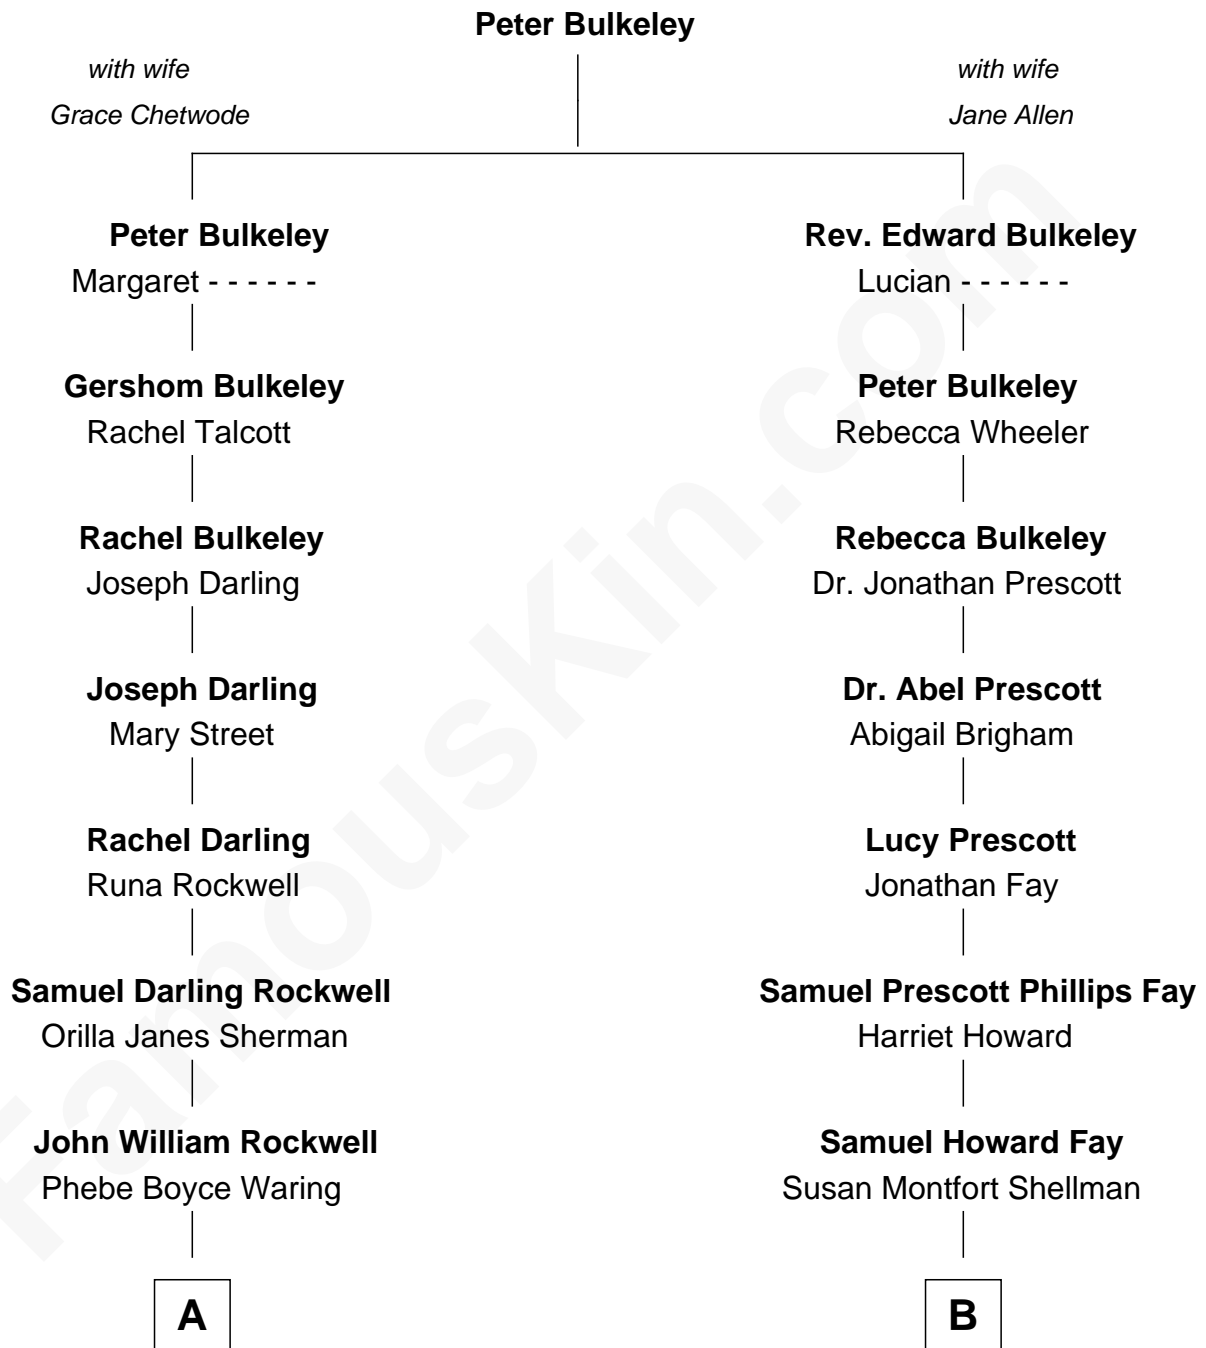 Peter Bulkeley
with wife
Grace Chetwode
with wife
Jane Allen
Peter Bulkeley
Margaret - - - - - -
Gershom Bulkeley
Rachel Talcott
Rachel Bulkeley
Joseph Darling
Joseph Darling
Mary Street
Rachel Darling
Runa Rockwell
Samuel Darling Rockwell
Orilla Janes Sherman
John William Rockwell
Phebe Boyce Waring
A
Rev. Edward Bulkeley
Lucian - - - - - -
Peter Bulkeley
Rebecca Wheeler
Rebecca Bulkeley
Dr. Jonathan Prescott
Dr. Abel Prescott
Abigail Brigham
Lucy Prescott
Jonathan Fay
Samuel Prescott Phillips Fay
Harriet Howard
Samuel Howard Fay
Susan Montfort Shellman
B
FamousKin.com